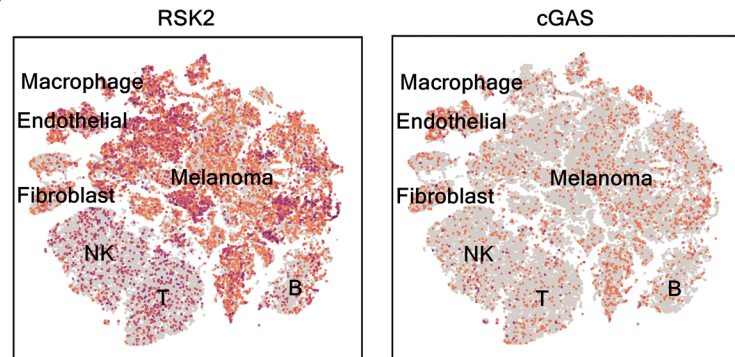 RSK2
Macrophage
Endothelial
Melanoma
Fibroblast
NK
T
B
cGAS
Macrophage
Endothelial
Melanoma
Fibroblast
NK
T
B